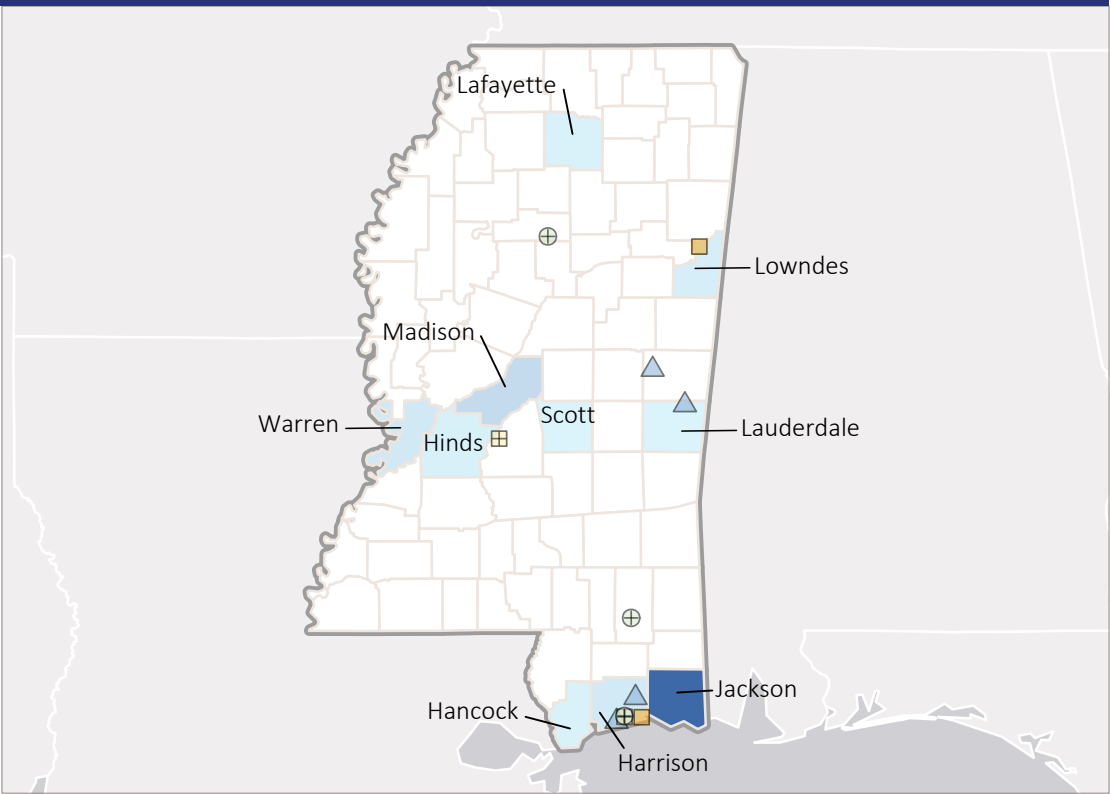 Lafayette
Lowndes
Madison
Scott
Warren
Hinds
Lauderdale
Jackson
Hancock
Harrison